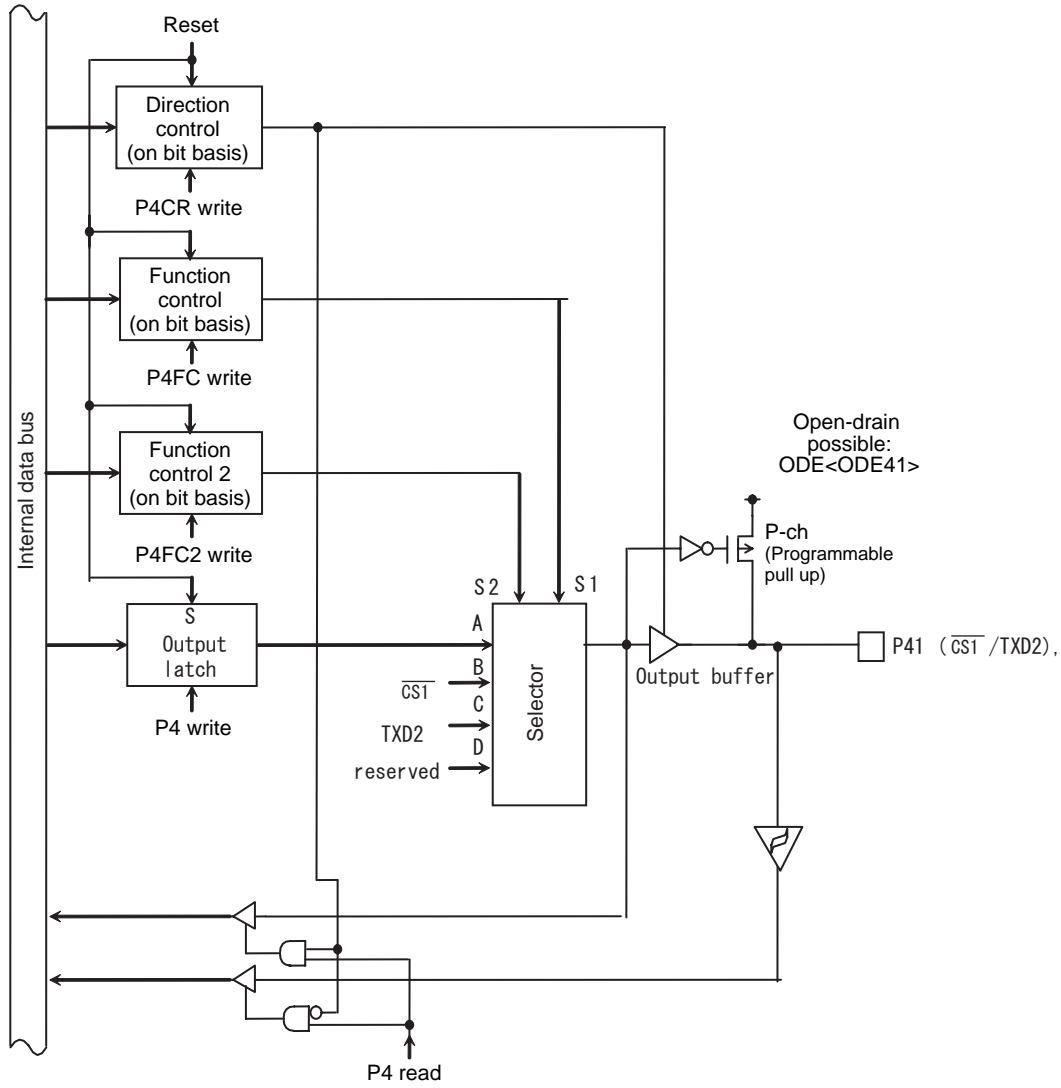 Reset
Direction
control
(on bit basis)
P4CR write
Function
control
(on bit basis)
P4FC write
Internal data bus
Function
control 2
(on bit basis)
P4FC2 write
Open-drain
possible:
ODE<ODE41>
P-ch
(Programmable
pull up)
S
Output
latch
P4 write
S2
S1
A
B
C
D
CS1
TXD2
reserved
Selector
Output buffer
P41 (CS1 /TXD2),
P4 read